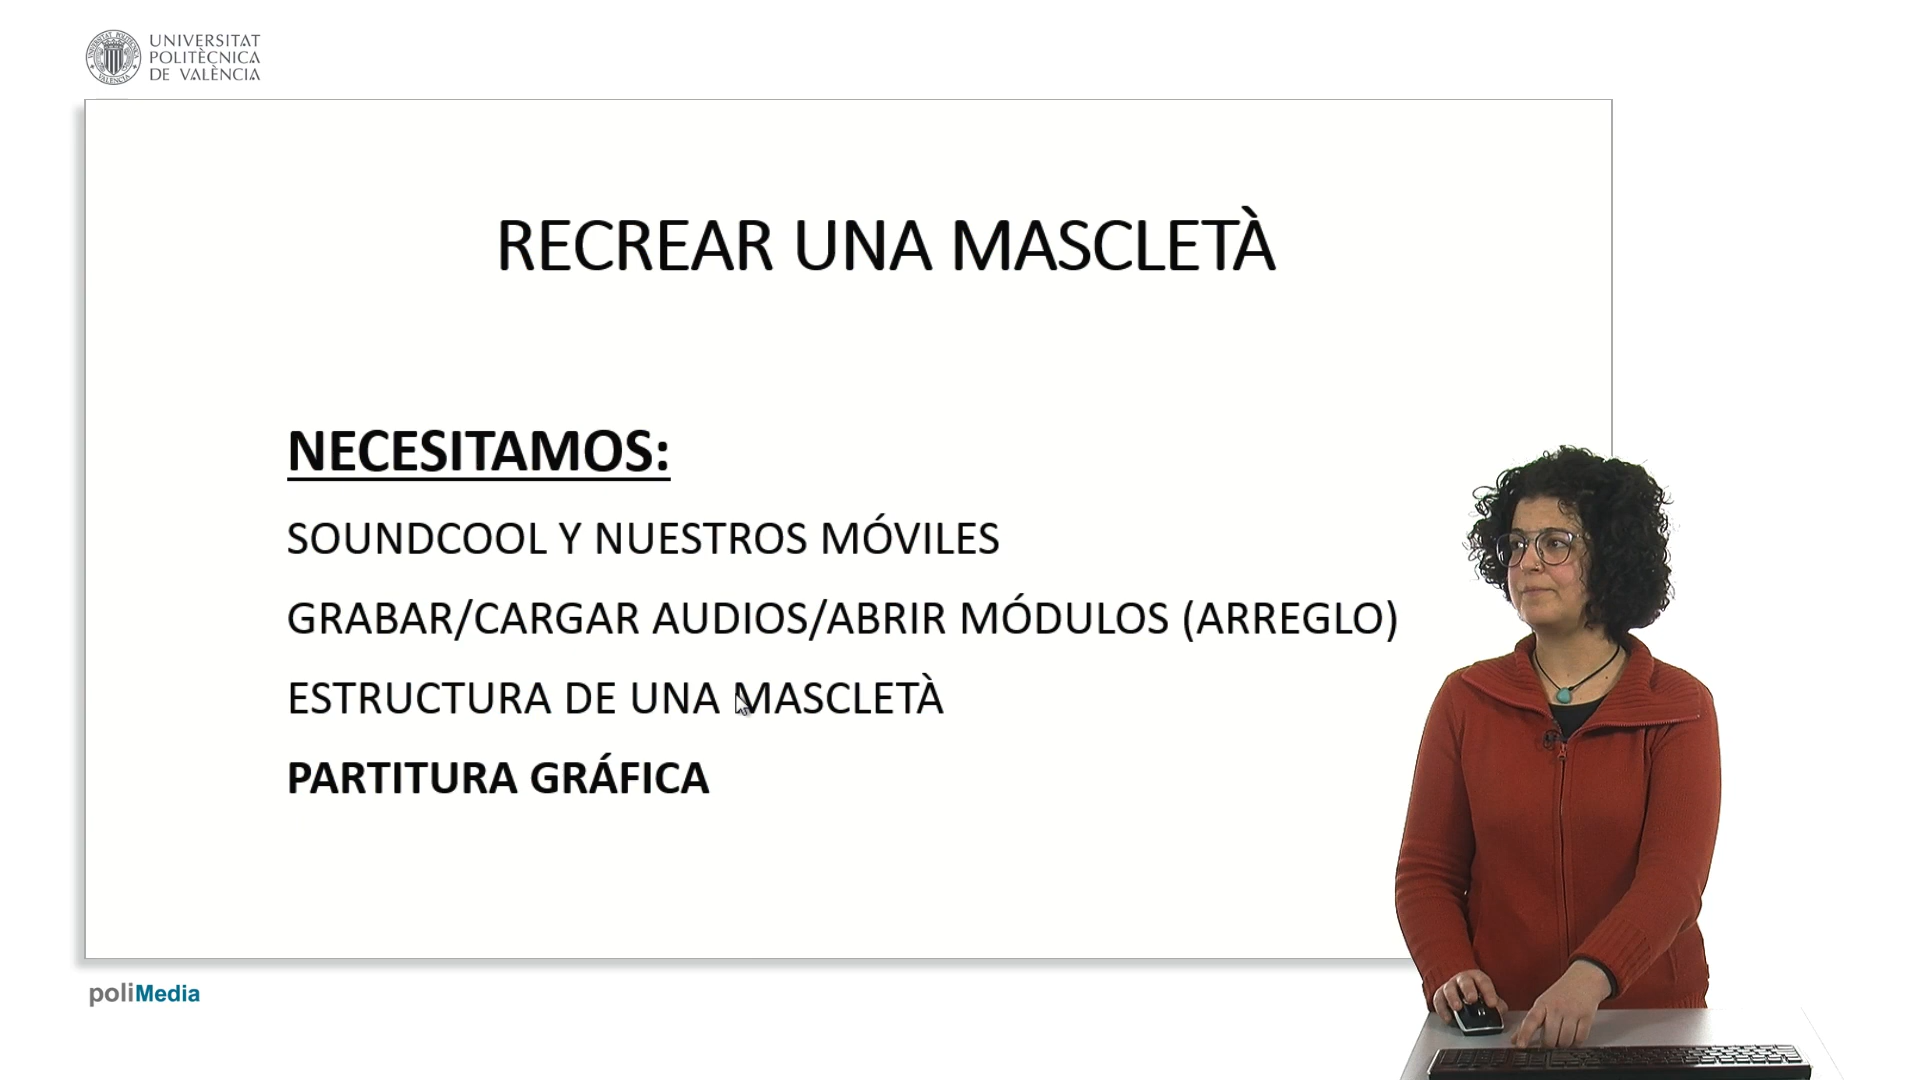 UNIVERSITAT
POLITÈCNICA
DE VALÈNCIA
RECREAR UNA MASCLETÀ
NECESITAMOS:
SOUNDCOOL Y NUESTROS MÓVILES
GRABAR/CARGAR AUDIOS/ABRIR MÓDULOS (ARREGLO)
ESTRUCTURA DE UNA MASCLETÀ
PARTITURA GRÁFICA
poliMedia